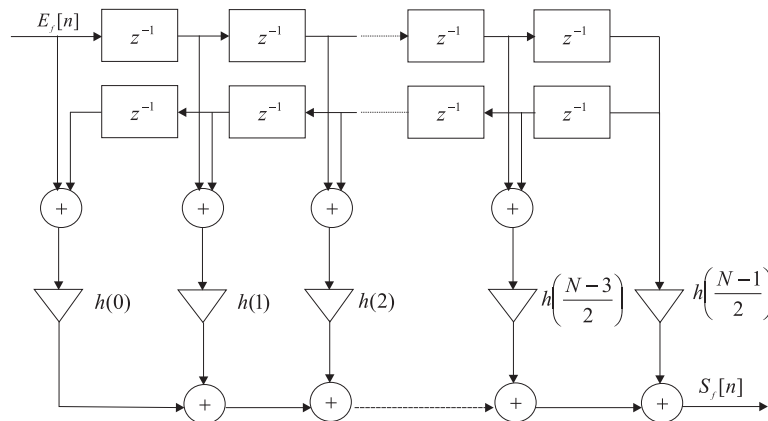 E_f[n] z⁻¹ z⁻¹ z⁻¹ z⁻¹
z⁻¹ z⁻¹ z⁻¹ z⁻¹
+ + + +
h(0) h(1) h(2) h((N−3)/2) h((N−1)/2)
S_f[n]
+ + + +